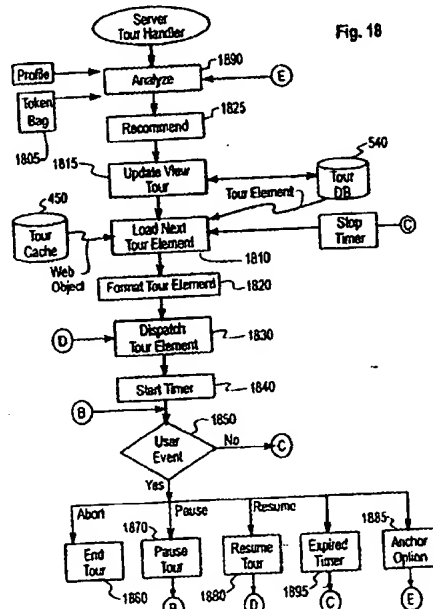 Server
Tour Handler
Fig. 18
1890
Profile
Analyze
E
Token
Bag
1825
Recommend
1805
1815
540
Update View
Tour
Tour
DB
Tour Element
450
Load Next
Tour Element
Stop
Timer
C
Tour
Cache
Web
Object
1810
Format Tour Element
1820
D
Dispatch
Tour Element
1830
Start Timer
1840
B
1850
User
Event
No
C
Yes
Abort
Pause
Resume
1870
1885
End
Tour
Pause
Tour
Resume
Tour
Expired
Timer
Anchor
Option
1860
B
1880
D
1895
C
E